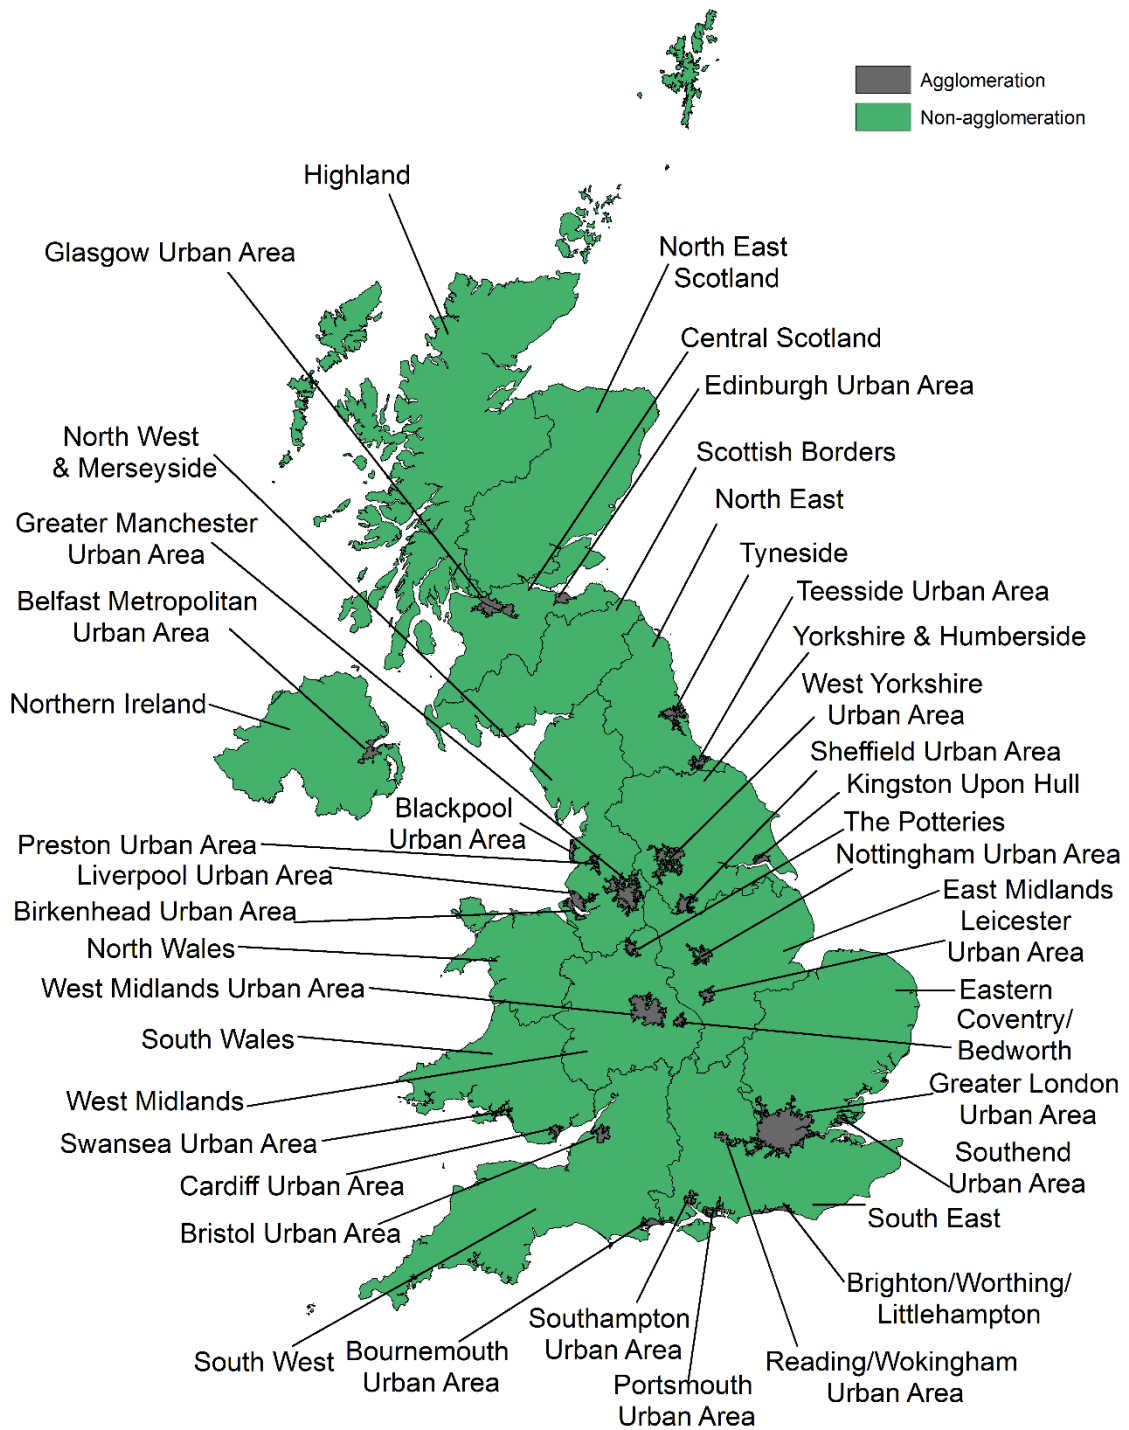 Agglomeration
Non-agglomeration
Highland
Glasgow Urban Area
North East
Scotland
Central Scotland
Edinburgh Urban Area
North West
& Merseyside
Scottish Borders
North East
Greater Manchester
Urban Area
Tyneside
Teesside Urban Area
Belfast Metropolitan
Urban Area
Yorkshire & Humberside
West Yorkshire
Urban Area
Northern Ireland
Sheffield Urban Area
Kingston Upon Hull
Blackpool
Urban Area
The Potteries
Preston Urban Area
Nottingham Urban Area
Liverpool Urban Area
East Midlands
Birkenhead Urban Area
Leicester
Urban Area
North Wales
West Midlands Urban Area
Eastern
Coventry/
Bedworth
South Wales
Greater London
Urban Area
West Midlands
Swansea Urban Area
Southend
Urban Area
Cardiff Urban Area
South East
Bristol Urban Area
Brighton/Worthing/
Littlehampton
Southampton
Urban Area
South West
Bournemouth
Urban Area
Reading/Wokingham
Urban Area
Portsmouth
Urban Area